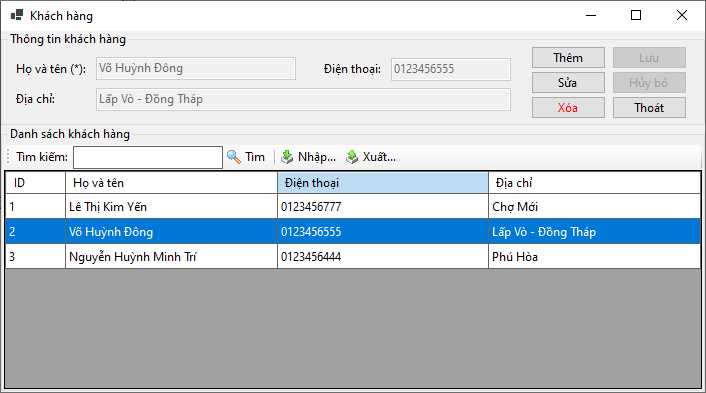 Khách hàng
Thông tin khách hàng
Họ và tên (*): Võ Huỳnh Đông Điện thoại: 0123456555
Địa chỉ: Lấp Vò - Đồng Tháp
Thêm Lưu
Sửa Hủy bỏ
Xóa Thoát
Danh sách khách hàng
Tìm kiếm: Tìm Nhập... Xuất...
ID Họ và tên Điện thoại Địa chỉ
1 Lê Thị Kim Yến 0123456777 Chợ Mới
2 Võ Huỳnh Đông 0123456555 Lấp Vò - Đồng Tháp
3 Nguyễn Huỳnh Minh Trí 0123456444 Phú Hòa